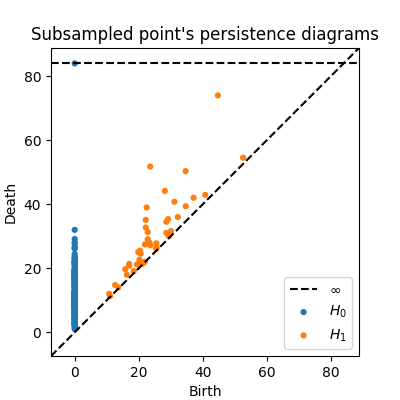 Subsampled point's persistence diagrams
80
60
40
20
0
Death
∞
H₀
H₁
0 20 40 60 80
Birth